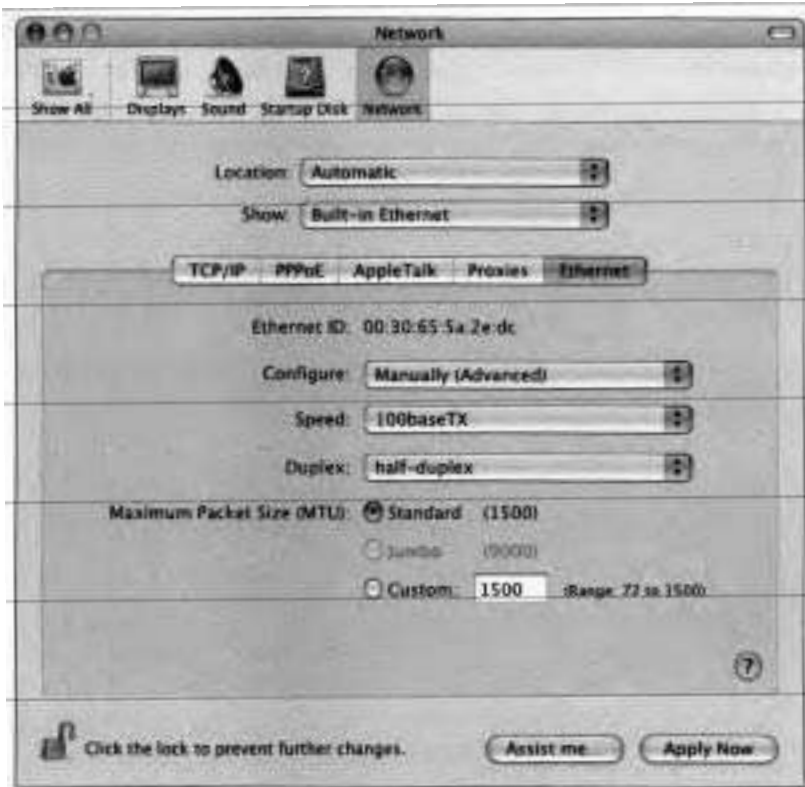 Network
Show All Displays Sound Startup Disk Network
Location: Automatic
Show: Built-in Ethernet
TCP/IP PPPoE AppleTalk Proxies Ethernet
Ethernet ID: 00:30:65:5a:2e:dc
Configure: Manually (Advanced)
Speed: 100baseTX
Duplex: half-duplex
Maximum Packet Size (MTU): Standard (1500)
Jumbo (9000)
Custom: 1500 (Range: 72 to 1500)
?
Click the lock to prevent further changes.
Assist me... Apply Now